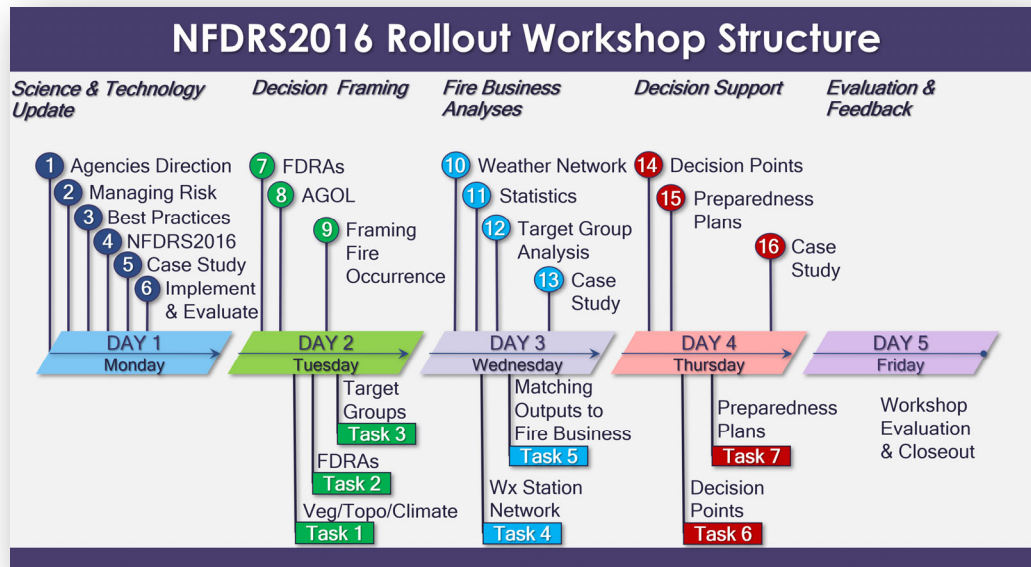 NFDRS2016 Rollout Workshop Structure
Science & Technology
Update
Decision Framing
Fire Business
Analyses
Decision Support
Evaluation &
Feedback
1 Agencies Direction
2 Managing Risk
3 Best Practices
4 NFDRS2016
5 Case Study
6 Implement
& Evaluate
7 FDRAs
8 AGOL
9 Framing
Fire
Occurrence
10 Weather Network
11 Statistics
12 Target Group
Analysis
13 Case
Study
14 Decision Points
15 Preparedness
Plans
16 Case
Study
DAY 1
Monday
DAY 2
Tuesday
DAY 3
Wednesday
DAY 4
Thursday
DAY 5
Friday
Target
Groups
Task 3
FDRAs
Task 2
Veg/Topo/Climate
Task 1
Matching
Outputs to
Fire Business
Task 5
Wx Station
Network
Task 4
Preparedness
Plans
Task 7
Decision
Points
Task 6
Workshop
Evaluation
& Closeout